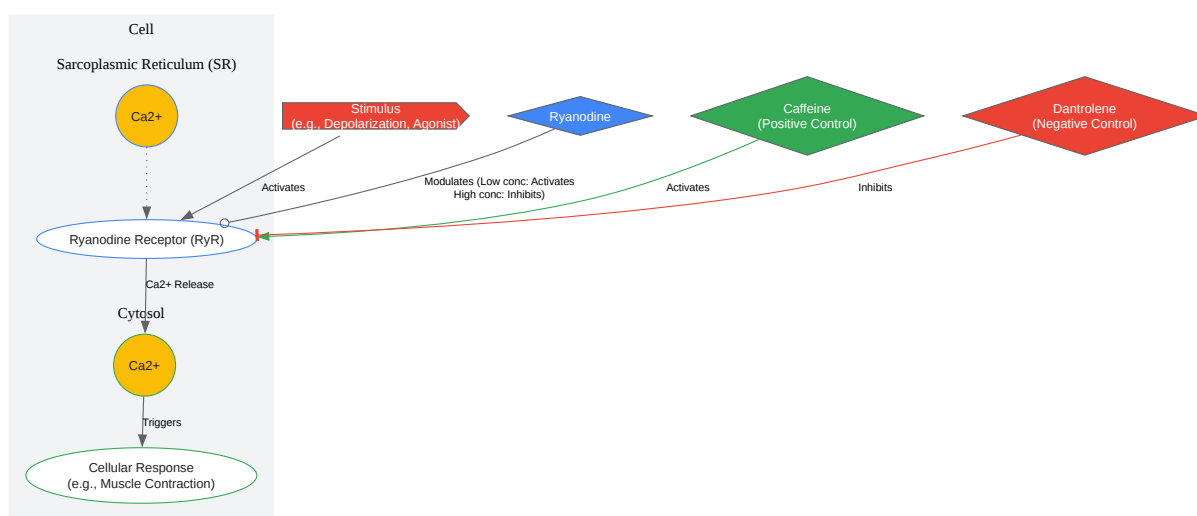 Cell
Sarcoplasmic Reticulum (SR)
Ca2+
Stimulus
(e.g., Depolarization, Agonist)
Ryanodine
Caffeine
(Positive Control)
Dantrolene
(Negative Control)
Activates
Modulates (Low conc: Activates
High conc: Inhibits)
Activates
Inhibits
Ryanodine Receptor (RyR)
Ca2+ Release
Cytosol
Ca2+
Triggers
Cellular Response
(e.g., Muscle Contraction)